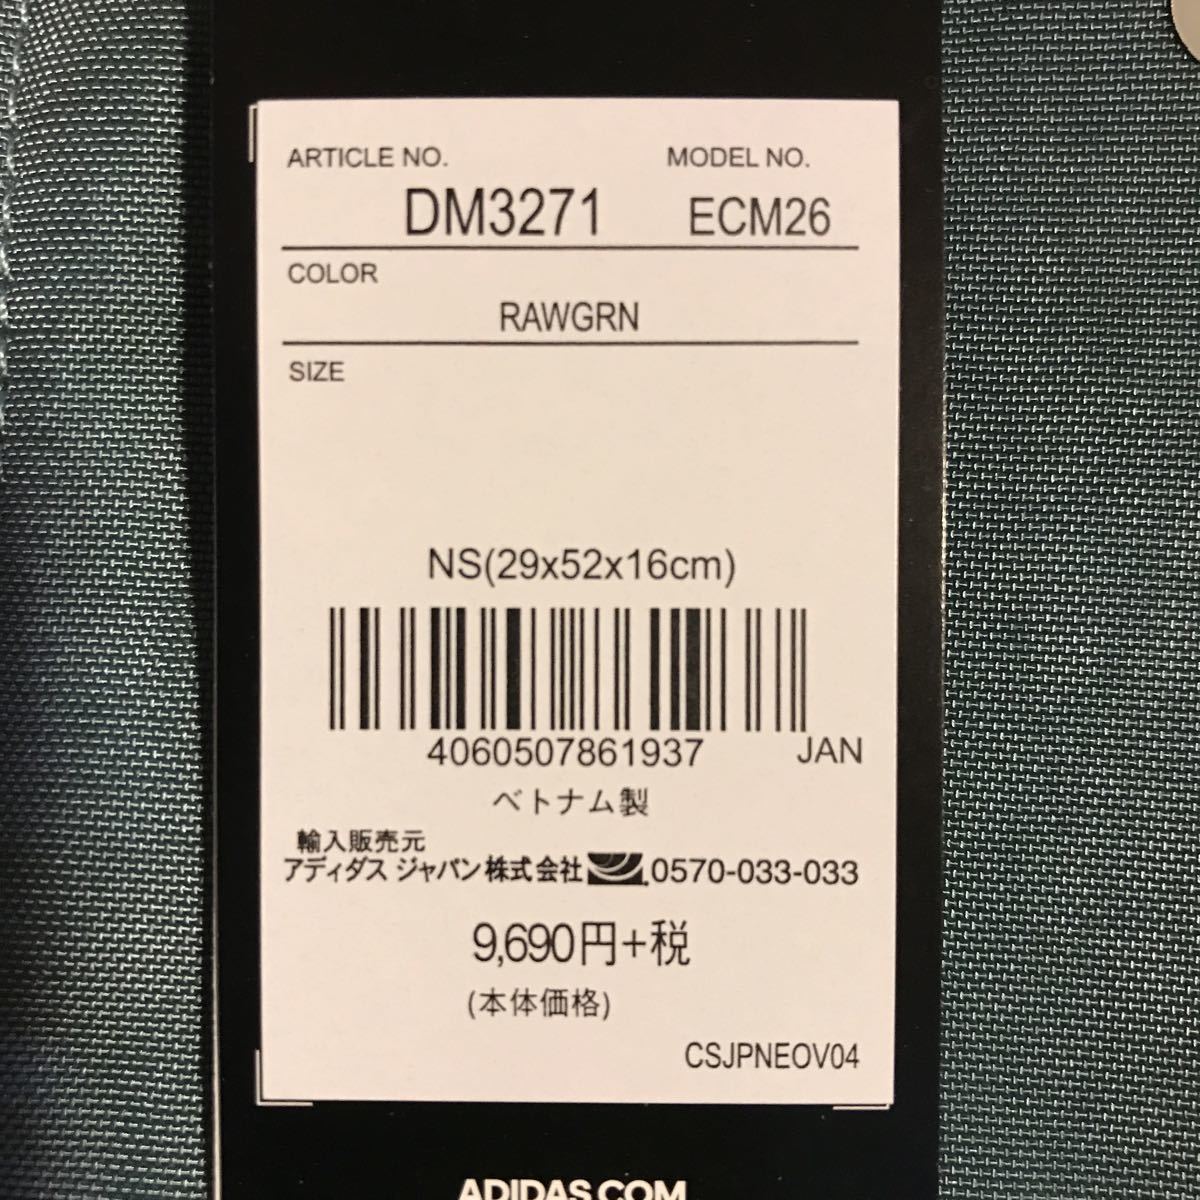 ARTICLE NO. MODEL NO.
DM3271 ECM26
COLOR
RAWGRN
SIZE
NS(29x52x16cm)
4060507861937 JAN
ベトナム製
輸入販売元
アディダス ジャパン株式会社 0570-033-033
9,690円+税
(本体価格)
CSJPNEOV04
ADIDAS.COM